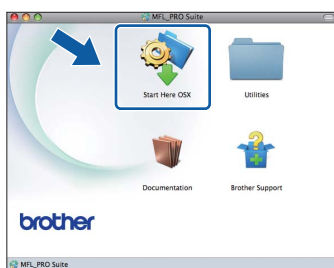 MFL_PRO Suite
Start Here OSX
Utilities
Documentation
Brother Support
brother
MFL_PRO Suite